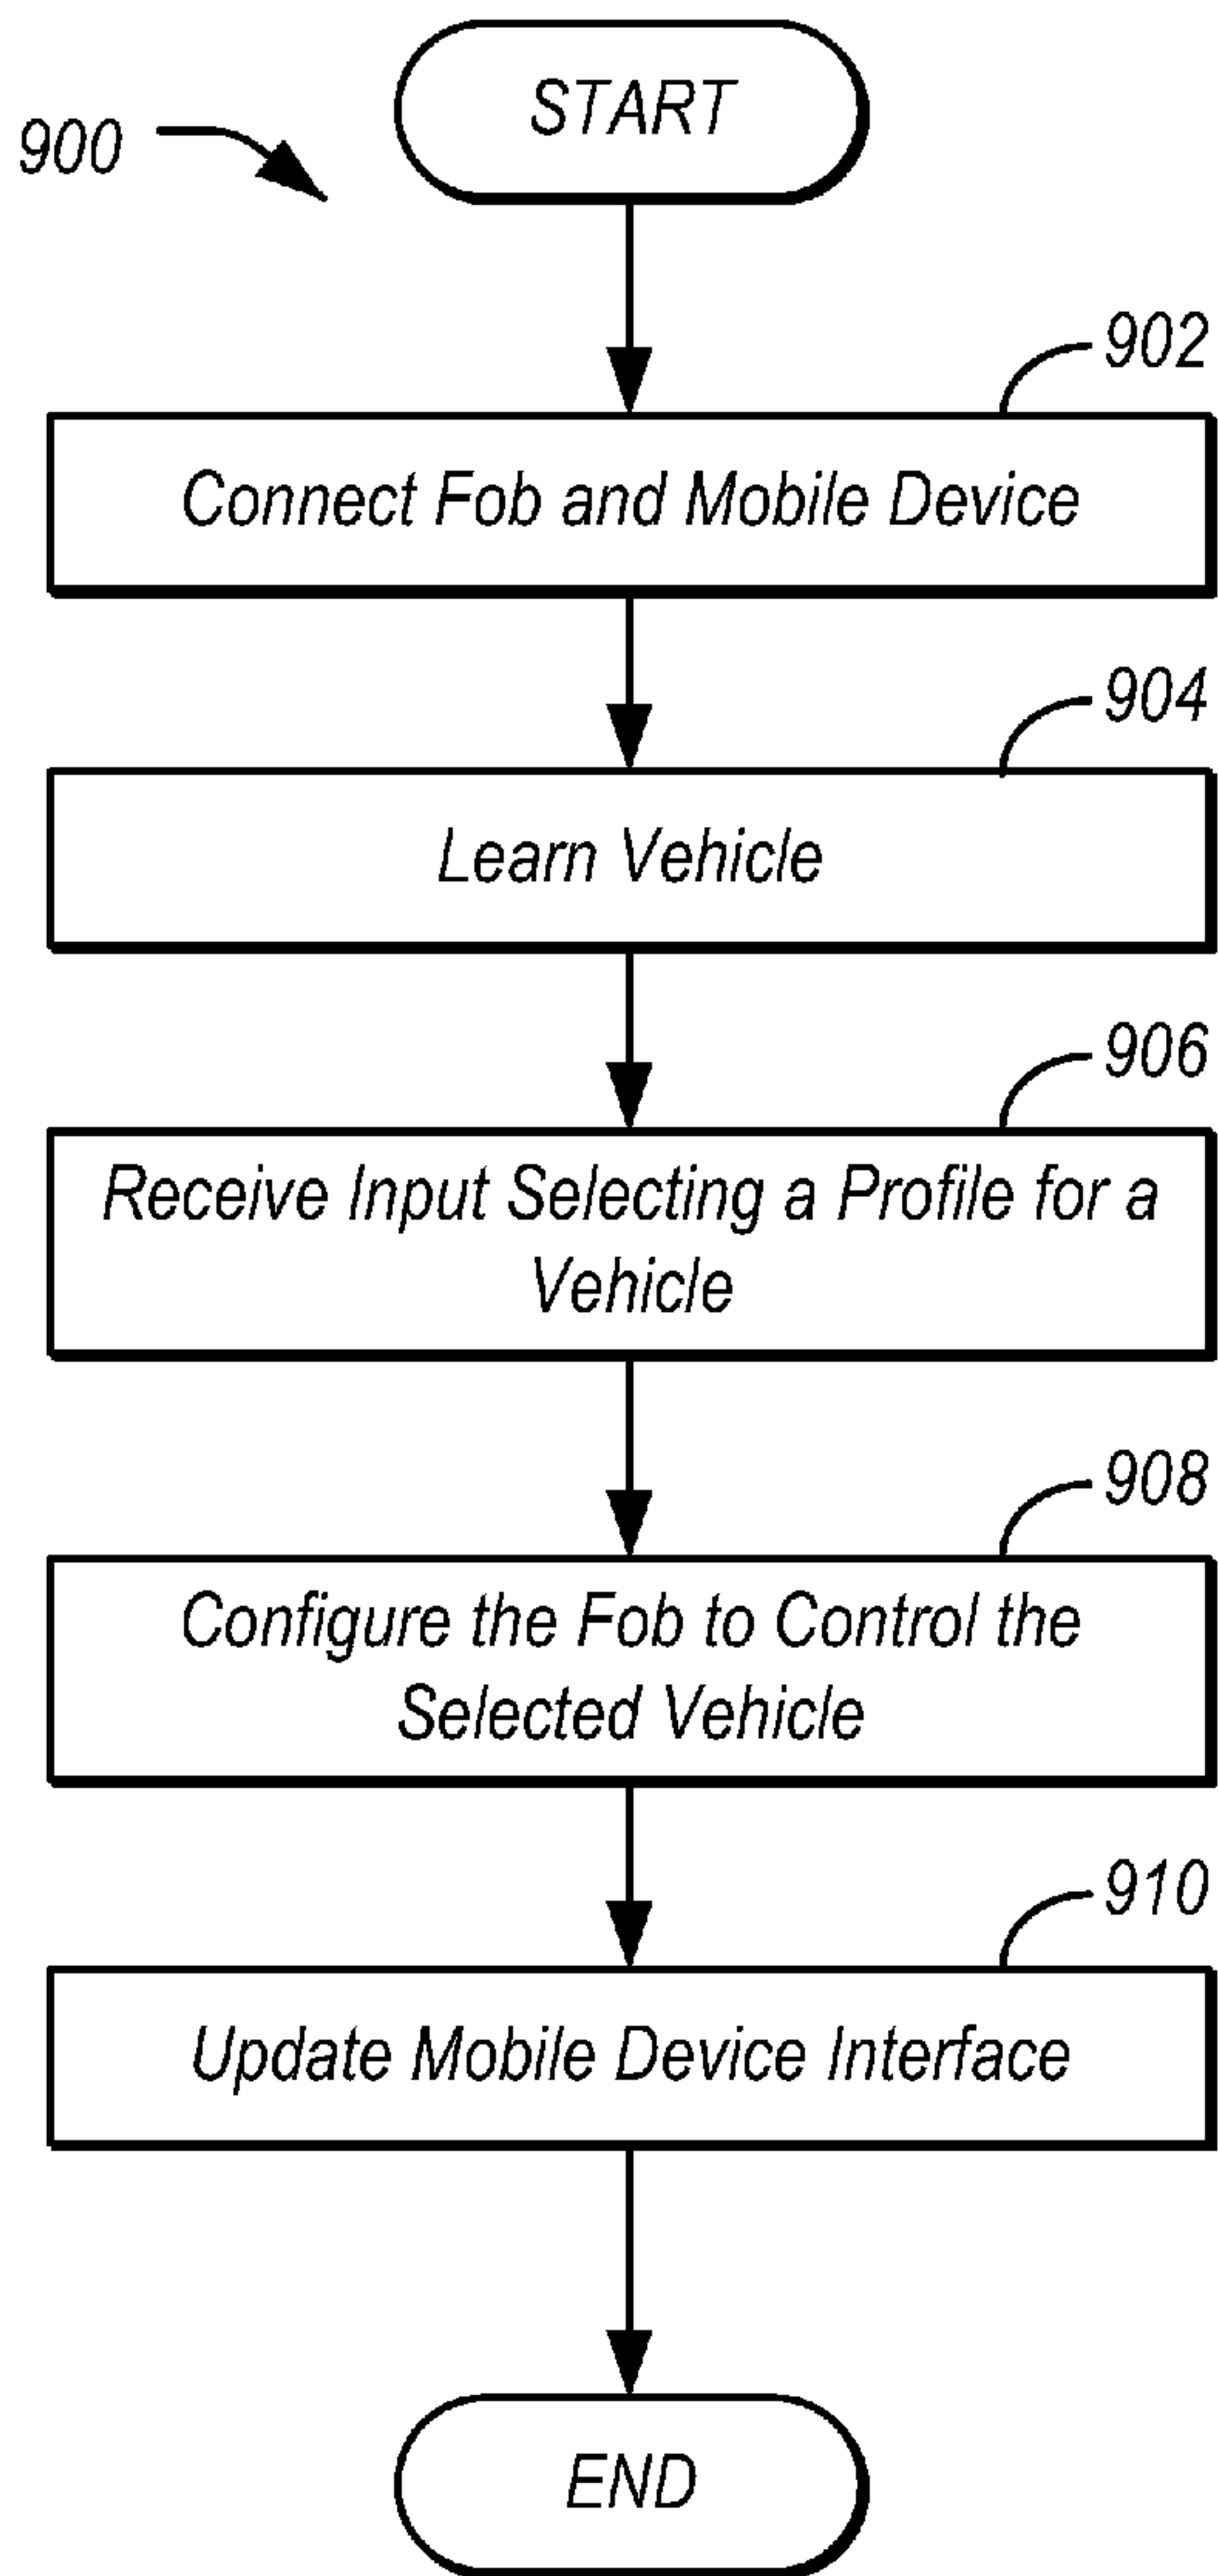 START
900
902
Connect Fob and Mobile Device
904
Learn Vehicle
906
Receive Input Selecting a Profile for a
Vehicle
908
Configure the Fob to Control the
Selected Vehicle
910
Update Mobile Device Interface
END